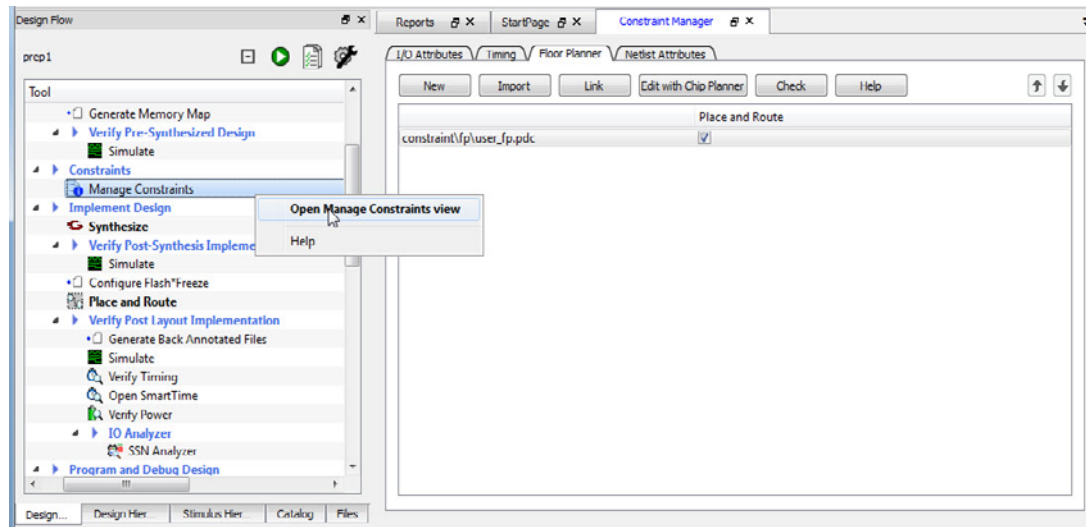 Design Flow
prep1
Tool
Generate Memory Map
Verify Pre-Synthesized Design
Simulate
Constraints
Manage Constraints
Implement Design
Synthesize
Verify Post-Synthesis Impleme
Simulate
Configure Flash*Freeze
Place and Route
Verify Post Layout Implementation
Generate Back Annotated Files
Simulate
Verify Timing
Open SmartTime
Verify Power
IO Analyzer
SSN Analyzer
Program and Debug Design
Design... Design Hier... Stimulus Hier... Catalog Files
Open Manage Constraints view
Help
Reports StartPage Constraint Manager
I/O Attributes Timing Floor Planner Netlist Attributes
New Import Link Edit with Chip Planner Check Help
Place and Route
constraint\fp\user_fp.pdc